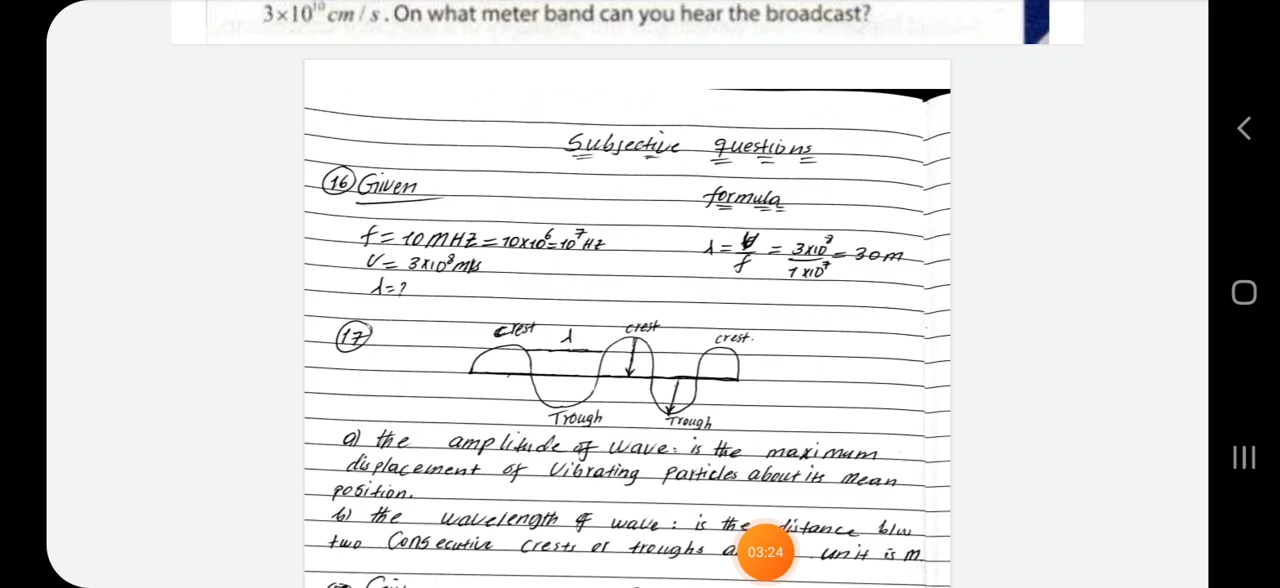 3×10¹⁰ cm / s. On what meter band can you hear the broadcast?
Subjective questions
(16) Given
formula
f = 10 MHZ = 10×10⁶ = 10⁷ HZ
λ = V/f = 3×10⁸/1×10⁷ = 30m
V = 3×10⁸ m/s
λ = ?
(17)
crest λ crest crest.
Trough Trough
a) the amplitude of wave: is the maximum
displacement of Vibrating particles about its mean
position.
b) the wavelength of wave: is the distance b/w
two Consecutive crests or troughs unit is m.
03:24